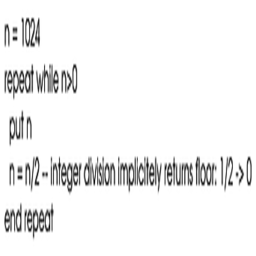 n = 1024
repeat while n>0
put n
n = n/2 -- integer division implicitely returns floor: 1/2 -> 0
end repeat